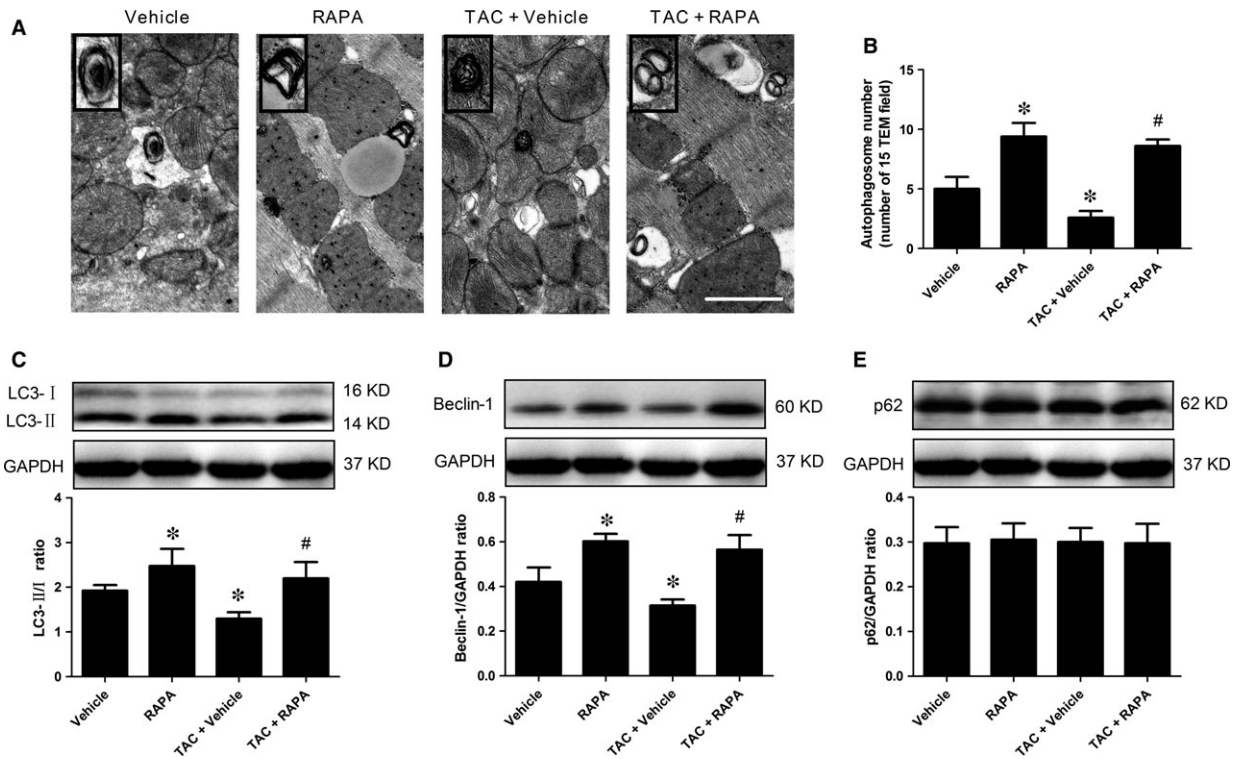 A
Vehicle
RAPA
TAC + Vehicle
TAC + RAPA
B
Autophagosome number
(number of 15 TEM field)
15
10
5
0
*
*
#
Vehicle
RAPA
TAC + Vehicle
TAC + RAPA
C
LC3-Ⅰ
16 KD
LC3-Ⅱ
14 KD
GAPDH
37 KD
LC3-Ⅱ/Ⅰ ratio
4
3
2
1
0
*
*
#
Vehicle
RAPA
TAC + Vehicle
TAC + RAPA
D
Beclin-1
60 KD
GAPDH
37 KD
Beclin-1/GAPDH ratio
0.8
0.6
0.4
0.2
0.0
*
*
#
Vehicle
RAPA
TAC + Vehicle
TAC + RAPA
E
p62
62 KD
GAPDH
37 KD
p62/GAPDH ratio
0.4
0.3
0.2
0.1
0.0
Vehicle
RAPA
TAC + Vehicle
TAC + RAPA